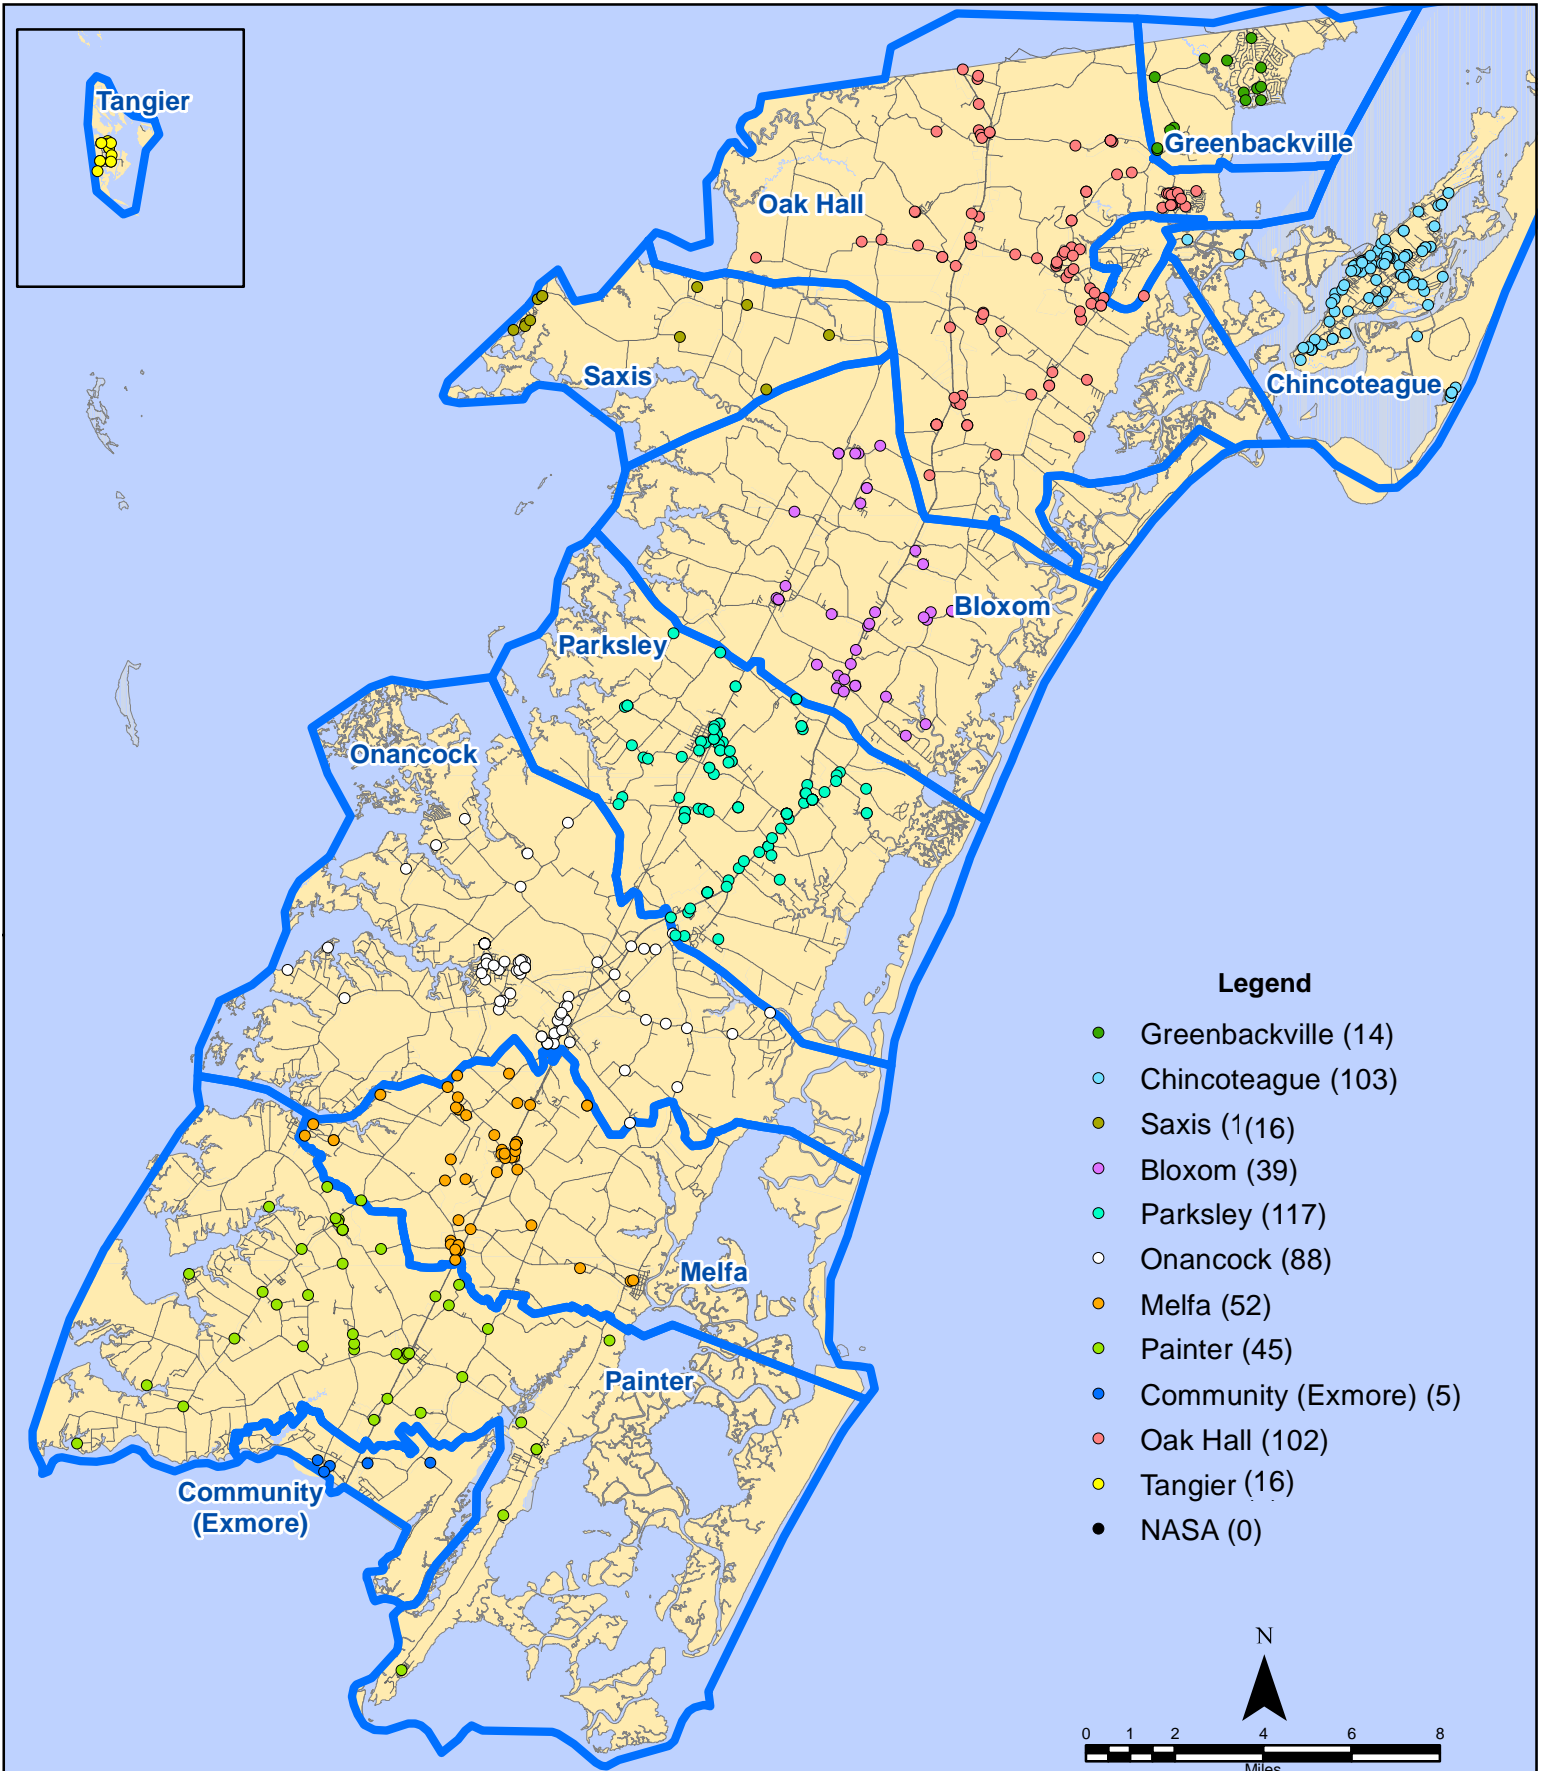 Tangier
Greenbackville
Oak Hall
Saxis
Chincoteague
Bloxom
Parksley
Onancock
Melfa
Painter
Community
(Exmore)
Legend
Greenbackville (14)
Chincoteague (103)
Saxis (1(16)
Bloxom (39)
Parksley (117)
Onancock (88)
Melfa (52)
Painter (45)
Community (Exmore) (5)
Oak Hall (102)
Tangier (16)
NASA (0)
N
0 1 2 4 6 8
Miles